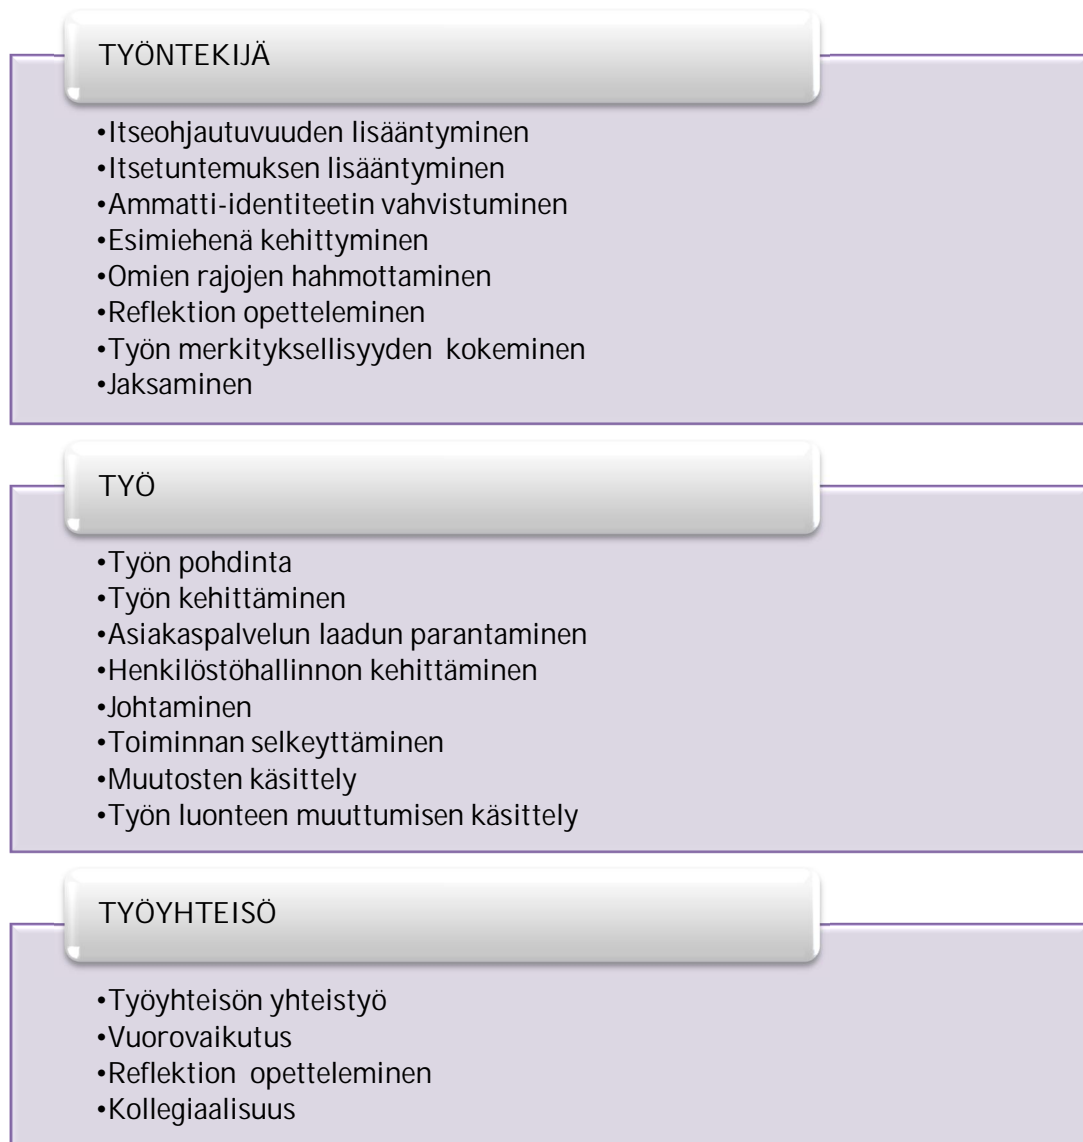 TYÖNTEKIJÄ
•Itseohjautuvuuden lisääntyminen
•Itsetuntemuksen lisääntyminen
•Ammatti-identiteetin vahvistuminen
•Esimiehenä kehittyminen
•Omien rajojen hahmottaminen
•Reflektion opetteleminen
•Työn merkityksellisyyden kokeminen
•Jaksaminen
TYÖ
•Työn pohdinta
•Työn kehittäminen
•Asiakaspalvelun laadun parantaminen
•Henkilöstöhallinnon kehittäminen
•Johtaminen
•Toiminnan selkeyttäminen
•Muutosten käsittely
•Työn luonteen muuttumisen käsittely
TYÖYHTEISÖ
•Työyhteisön yhteistyö
•Vuorovaikutus
•Reflektion opetteleminen
•Kollegiaalisuus